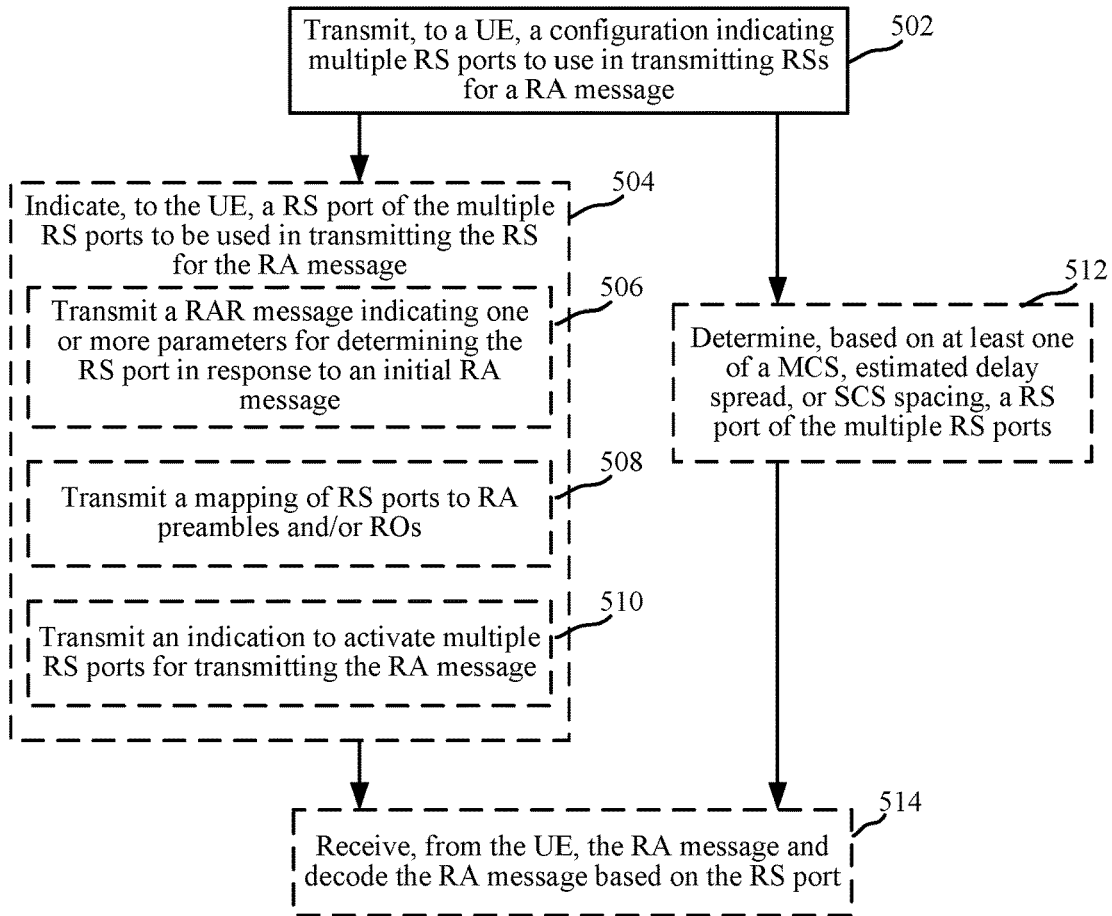 Transmit, to a UE, a configuration indicating
multiple RS ports to use in transmitting RSs
for a RA message
502
504
Indicate, to the UE, a RS port of the multiple
RS ports to be used in transmitting the RS
for the RA message
506
Transmit a RAR message indicating one
or more parameters for determining the
RS port in response to an initial RA
message
508
Transmit a mapping of RS ports to RA
preambles and/or ROs
510
Transmit an indication to activate multiple
RS ports for transmitting the RA message
512
Determine, based on at least one
of a MCS, estimated delay
spread, or SCS spacing, a RS
port of the multiple RS ports
514
Receive, from the UE, the RA message and
decode the RA message based on the RS port